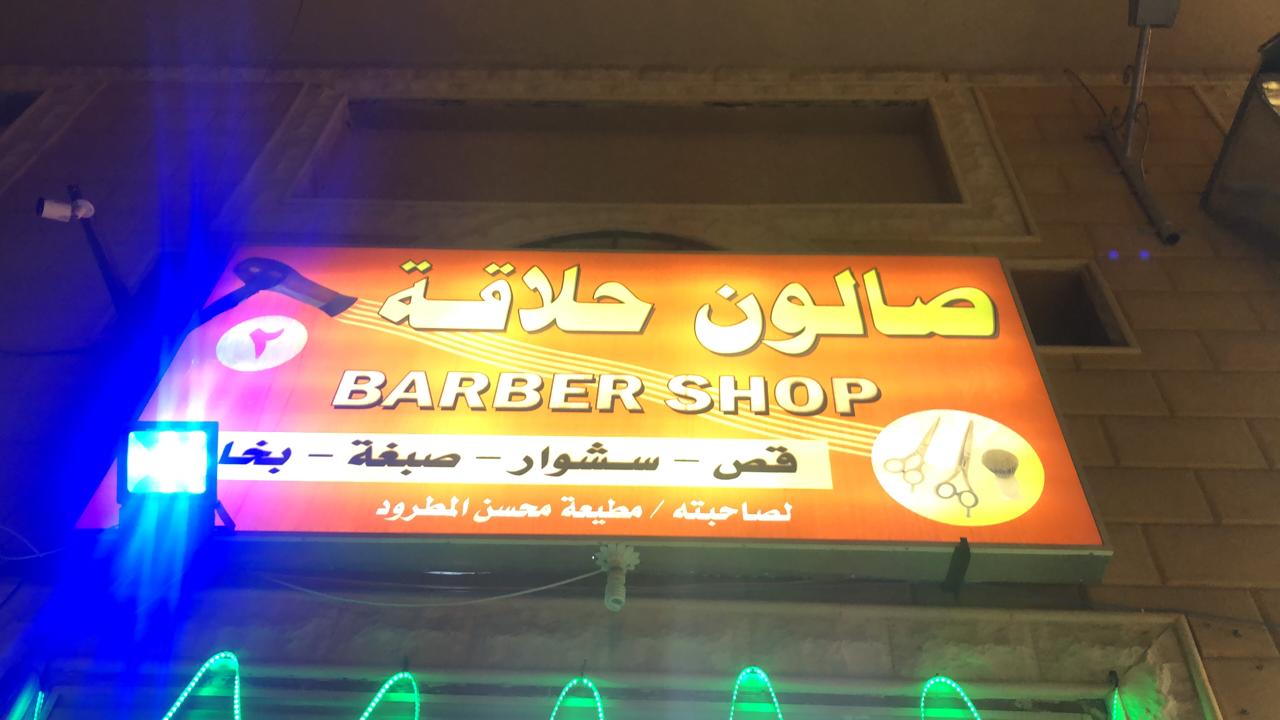 صالون حلاقة
٢
BARBER SHOP
قص - سشوار - صبغة -
لصاحبته / مطيعة محسن المطرود